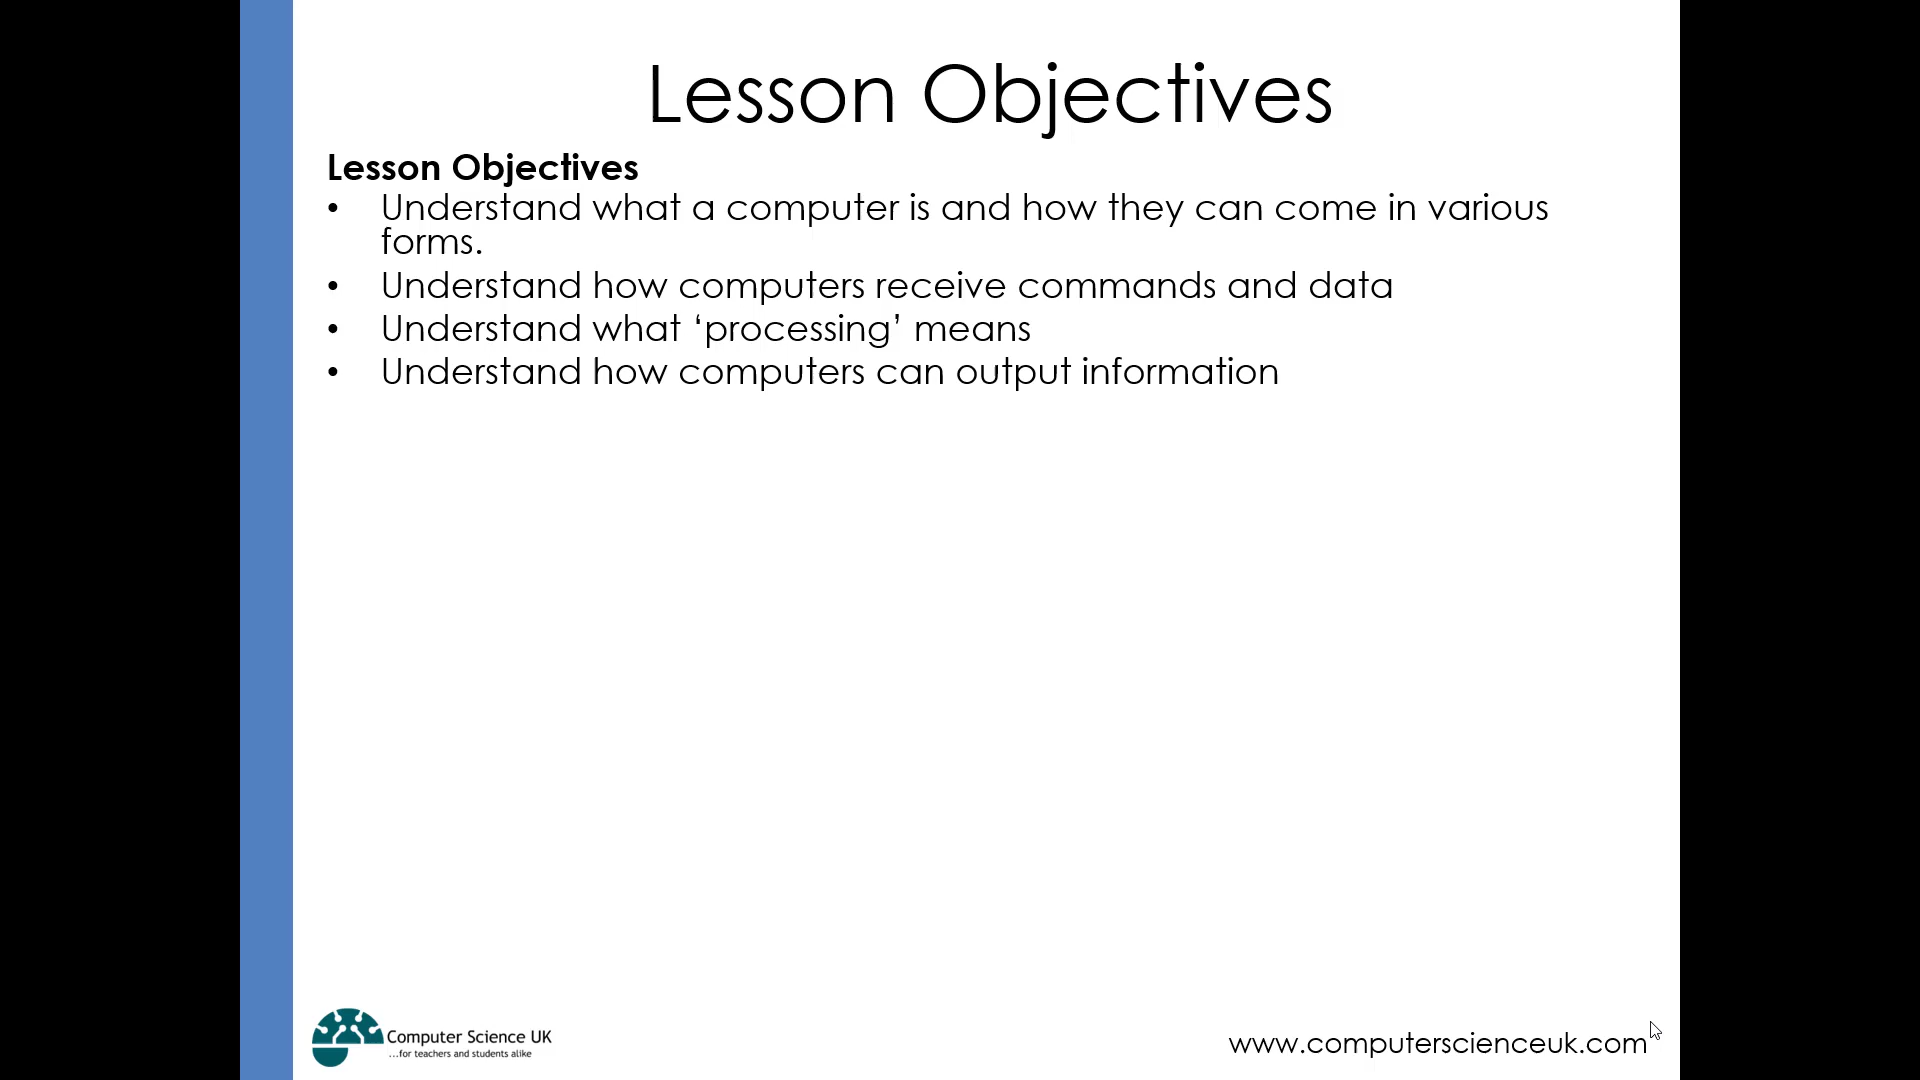 Lesson Objectives
Lesson Objectives
• Understand what a computer is and how they can come in various
forms.
• Understand how computers receive commands and data
• Understand what ‘processing’ means
• Understand how computers can output information
Computer Science UK
...for teachers and students alike
www.computerscienceuk.com